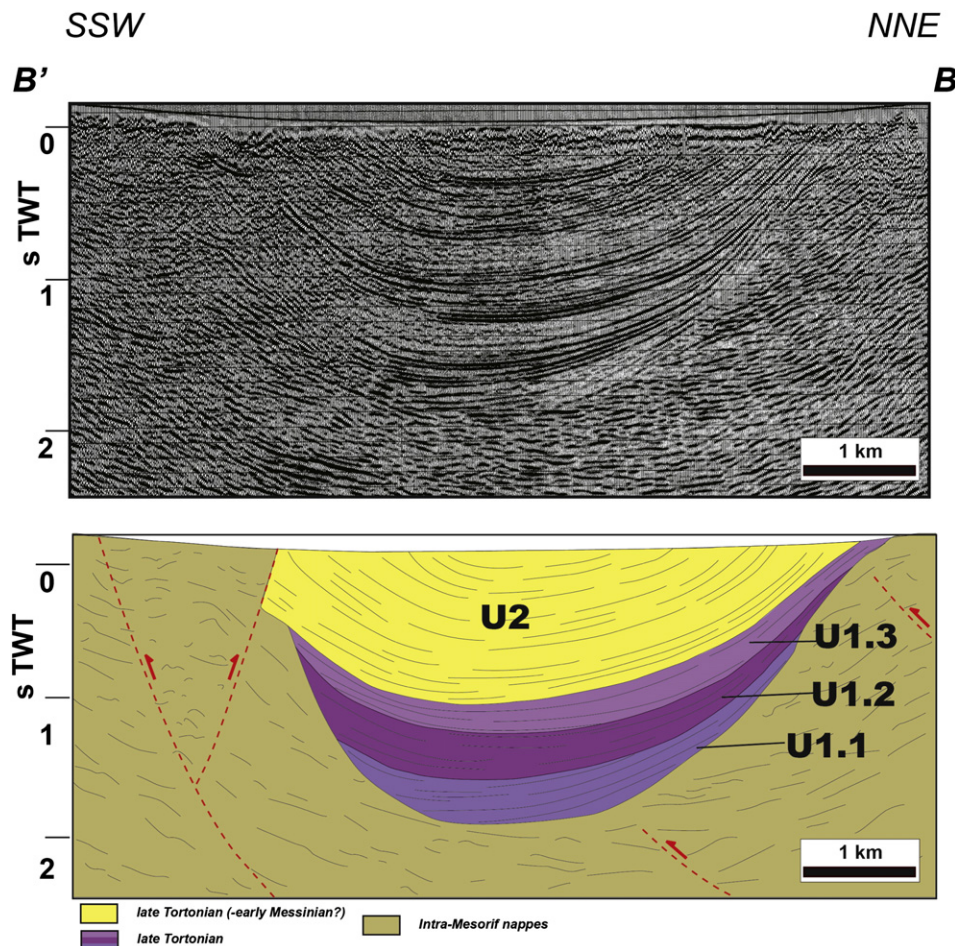 SSW NNE
B' B
0
s TWT
1
2
1 km
0
U2
s TWT
U1.3
U1.2
1
U1.1
2
1 km
late Tortonian (-early Messinian?)
Intra-Mesorif nappes
late Tortonian